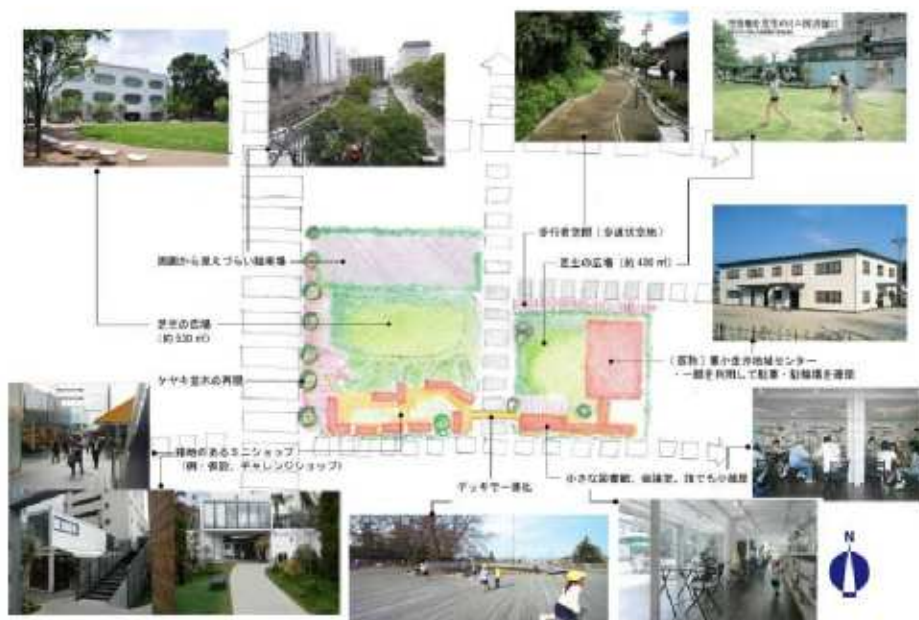 歩行者空間(歩道状空地)
芝生の広場(約400㎡)
周囲から見えづらい駐車場
芝生の広場
(約530㎡)
(仮称)東小金井地域センター
・一部を利用して駐車・駐輪場を確保
ケヤキ並木の再現
路地のあるミニショップ
(例:仮設、チャレンジショップ)
デッキで一体化
小さな図書館、会議室、誰でも小部屋
N